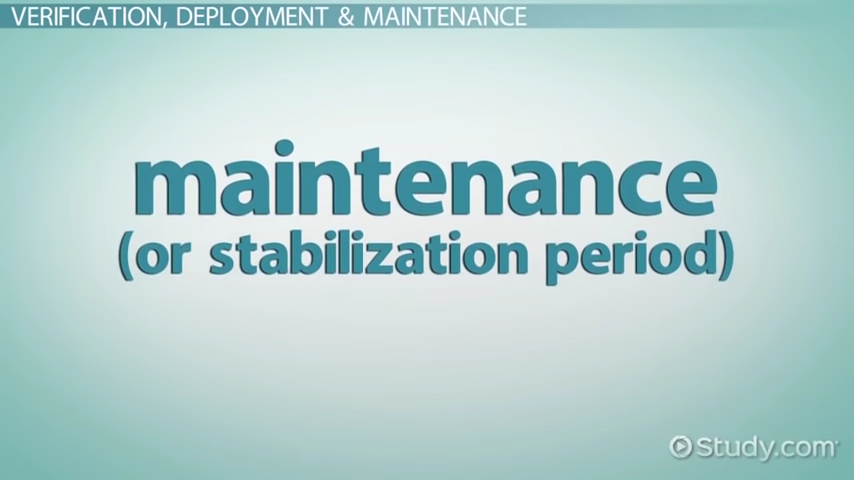 VERIFICATION, DEPLOYMENT & MAINTENANCE
maintenance
(or stabilization period)
Study.com